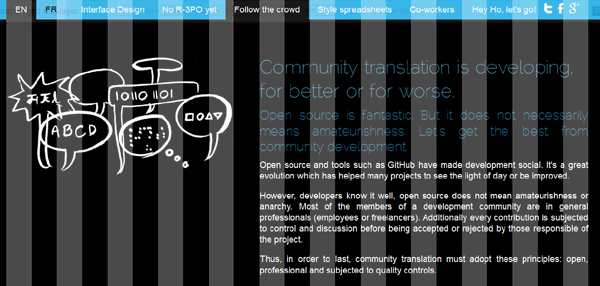 EN FR Interface Design No R-3PO yet Follow the crowd Style spreadsheets Co-workers Hey Ho, let's go!
10110 1101
ABCD
Community translation is developing,
for better or for worse.
Open source is fantastic. But it does not necessarily
means amateurishness. Let's get the best from
community development.
Open source and tools such as GitHub have made development social. It's a great
evolution which has helped many projects to see the light of day or be improved.
However, developers know it well, open source does not mean amateurishness or
anarchy. Most of the members of a development community are in general
professionals (employees or freelancers). Additionally every contribution is subjected
to control and discussion before being accepted or rejected by those responsible of
the project.
Thus, in order to last, community translation must adopt these principles: open,
professional and subjected to quality controls.